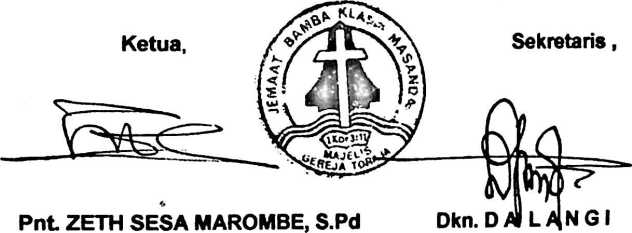 Ketua,
Sekretaris ,
JEMAAT BAMBA KLASIS MASANDA
1 Kor 3:11
MAJELIS
GEREJA TORAJA
Pnt. ZETH SESA MAROMBE, S.Pd
Dkn. D A L A N G I